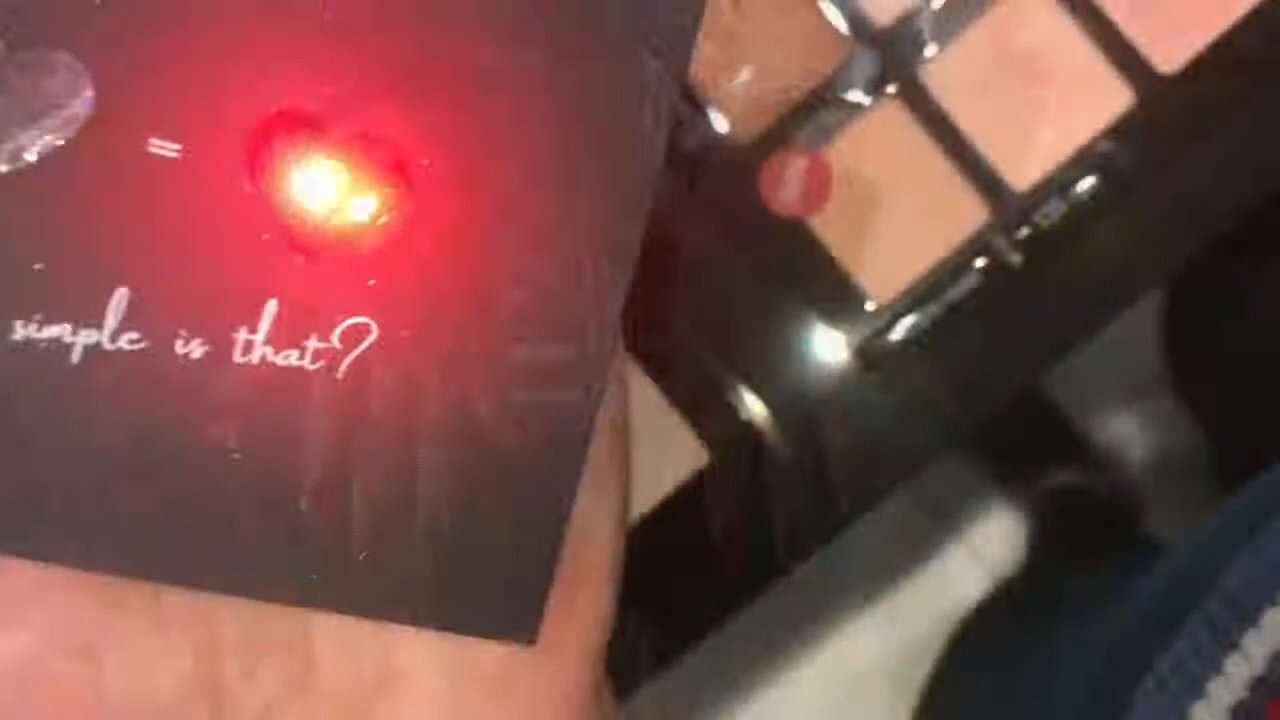 =
simple is that?